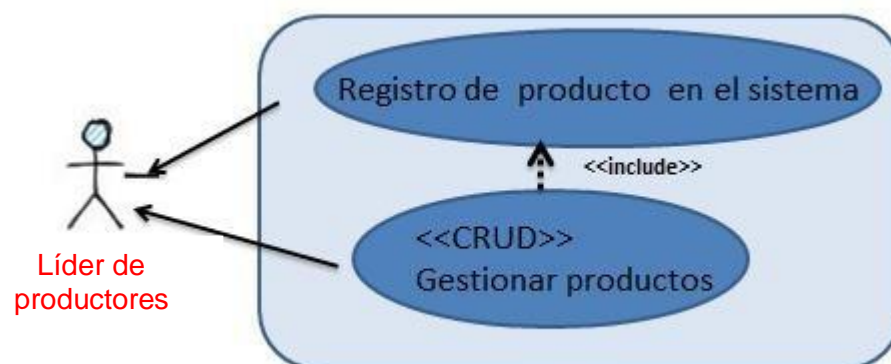 Registro de producto en el sistema
<<include>>
<<CRUD>>
Gestionar productos
Líder de
productores